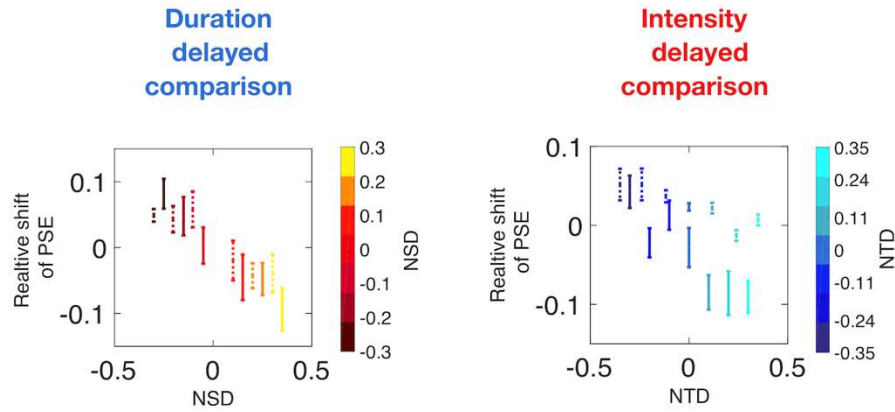 Duration
delayed
comparison
Intensity
delayed
comparison
Realtive shift
of PSE
0.1
0
-0.1
-0.5
0
0.5
NSD
0.3
0.2
0.1
0
-0.1
-0.2
-0.3
NSD
Realtive shift
of PSE
0.1
0
-0.1
-0.5
0
0.5
NTD
0.35
0.24
0.11
0
-0.11
-0.24
-0.35
NTD